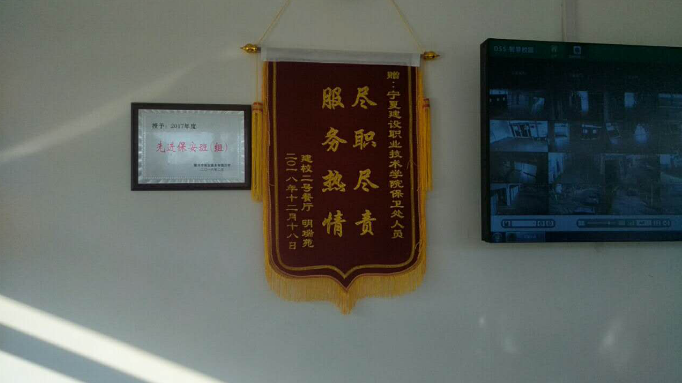 授予：2017年度
先进保安班(组)
赠：宁夏建设职业技术学院保卫处人员
尽职尽责
服务热情
建校二号餐厅 明瑜苑
二〇一八年十二月十八日